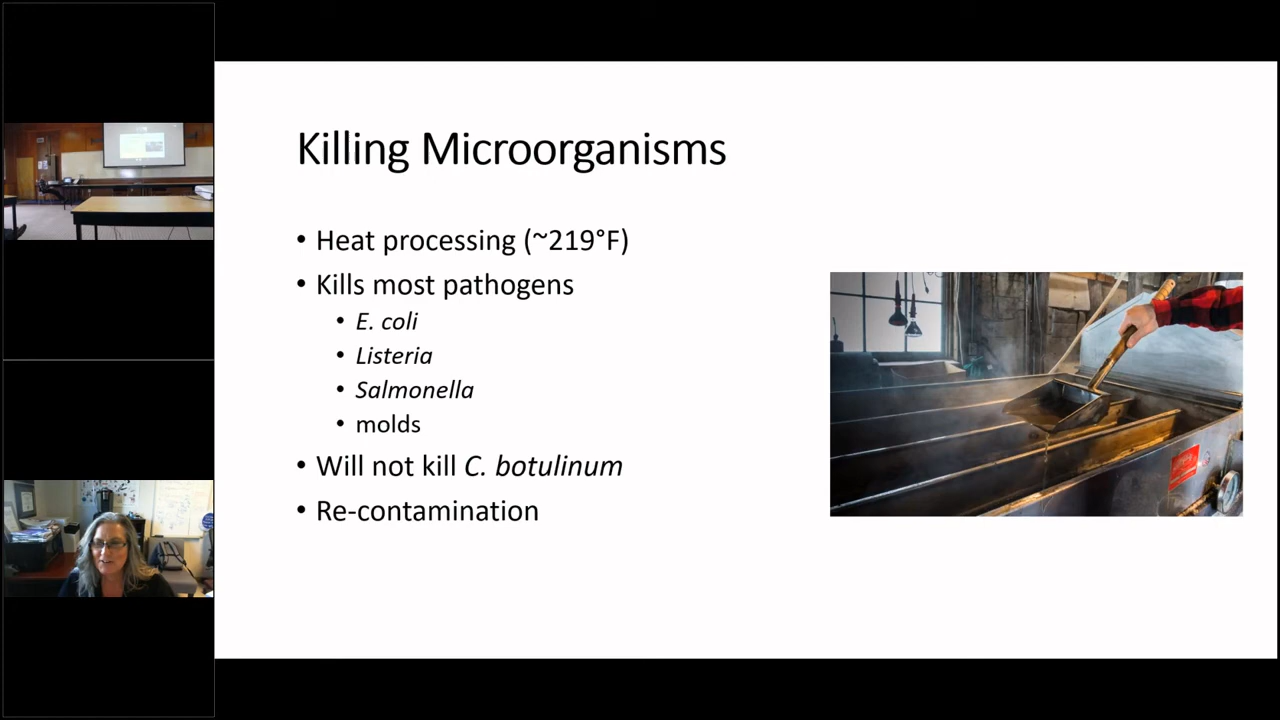 Killing Microorganisms
• Heat processing (~219°F)
• Kills most pathogens
• E. coli
• Listeria
• Salmonella
• molds
• Will not kill C. botulinum
• Re-contamination